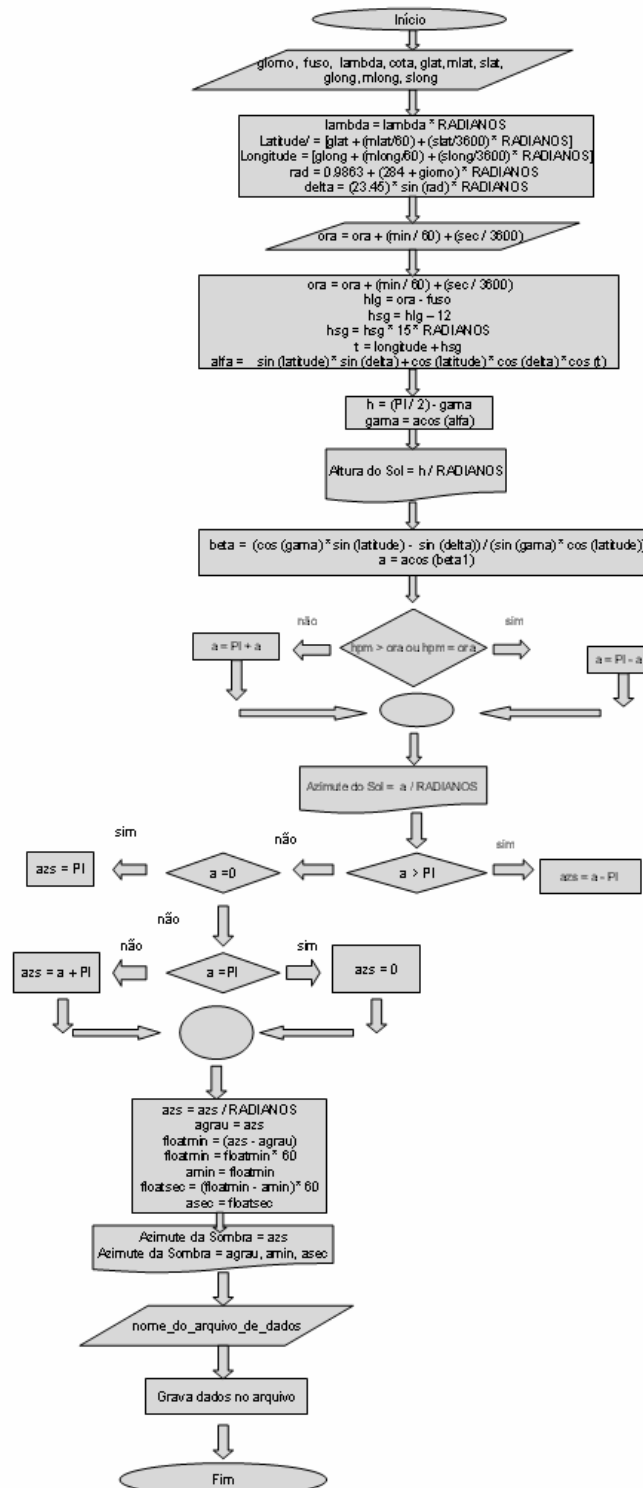 Início
giorno, fuso, lambda, cota, glat, mlat, slat,
glong, mlong, slong
lambda = lambda * RADIANOS
Latitude/ = [glat + (mlat/60) + (slat/3600) * RADIANOS]
Longitude = [glong + (mlong/60) + (slong/3600) * RADIANOS]
rad = 0.9863 + (284 + giorno) * RADIANOS
delta = (23.45) * sin (rad) * RADIANOS
ora = ora + (min / 60) + (sec / 3600)
ora = ora + (min / 60) + (sec / 3600)
hlg = ora - fuso
hsg = hlg – 12
hsg = hsg * 15 * RADIANOS
t = longitude + hsg
alfa = sin (latitude) * sin (delta) + cos (latitude) * cos (delta) * cos (t)
h = (PI / 2) - gama
gama = acos (alfa)
Altura do Sol = h / RADIANOS
beta = (cos (gama) * sin (latitude) - sin (delta)) / (sin (gama) * cos (latitude)
a = acos (beta1)
não
sim
a = PI + a
hpm > ora ou hpm = ora
a = PI - a
Azimute do Sol = a / RADIANOS
sim
não
sim
azs = PI
a =0
a > PI
azs = a - PI
não
não
sim
azs = a + PI
a =PI
azs = 0
azs = azs / RADIANOS
agrau = azs
floatmin = (azs - agrau)
floatmin = floatmin * 60
amin = floatmin
floatsec = (floatmin - amin) * 60
asec = floatsec
Azimute da Sombra = azs
Azimute da Sombra = agrau, amin, asec
nome_do_arquivo_de_dados
Grava dados no arquivo
Fim